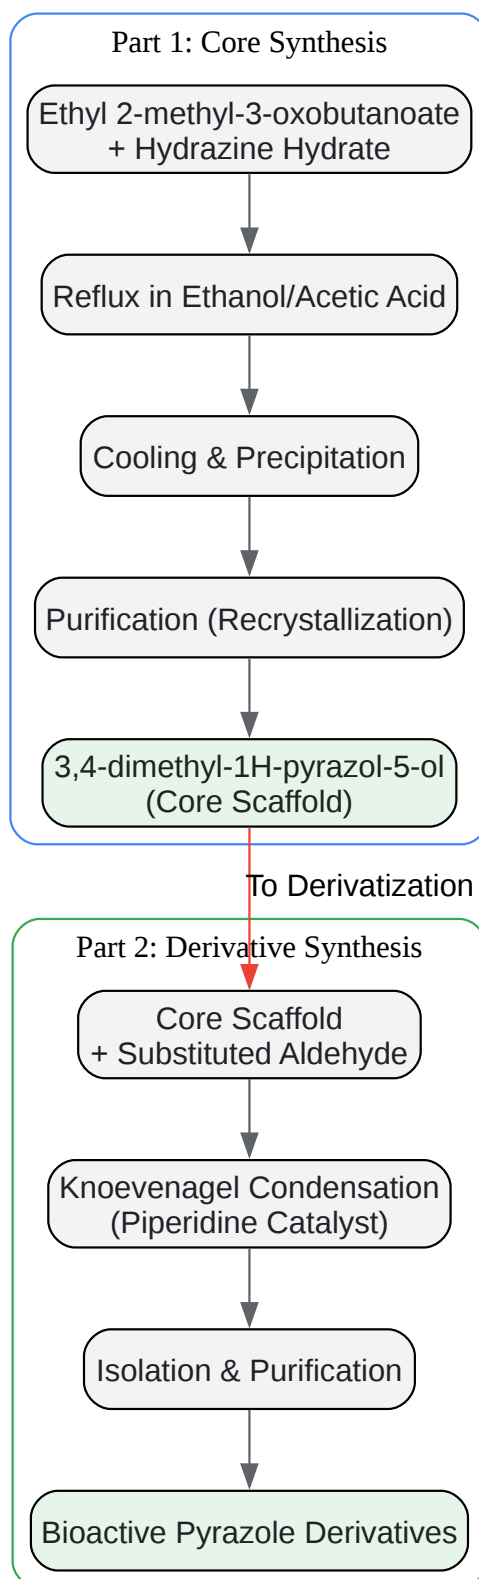 Part 1: Core Synthesis
Ethyl 2-methyl-3-oxobutanoate
+ Hydrazine Hydrate
Reflux in Ethanol/Acetic Acid
Cooling & Precipitation
Purification (Recrystallization)
3,4-dimethyl-1H-pyrazol-5-ol
(Core Scaffold)
To Derivatization
Part 2: Derivative Synthesis
Core Scaffold
+ Substituted Aldehyde
Knoevenagel Condensation
(Piperidine Catalyst)
Isolation & Purification
Bioactive Pyrazole Derivatives